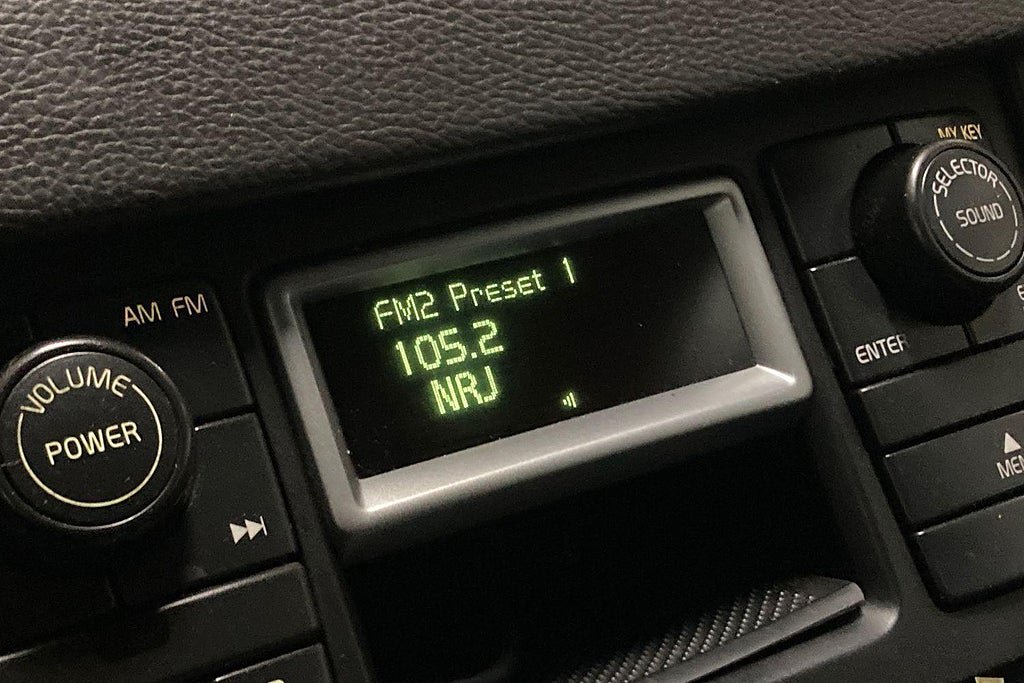 MY KEY
SELECTOR
SOUND
FM2 Preset 1
105.2
NRJ
AM FM
VOLUME
POWER
ENTER